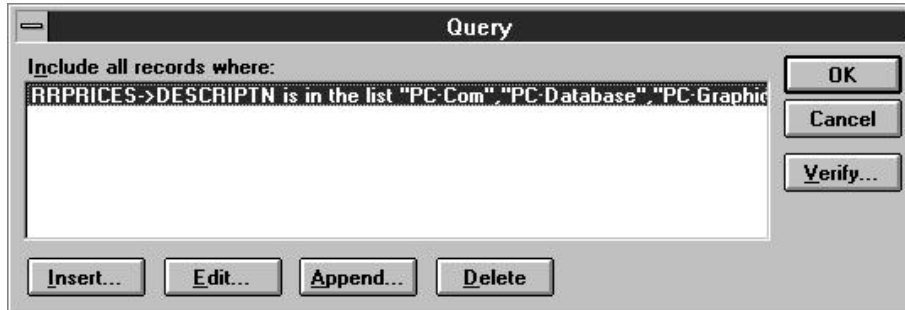 Query
Include all records where:
RRPRICES->DESCRIPTN is in the list "PC-Com","PC-Database","PC-Graphic
OK
Cancel
Verify...
Insert...
Edit...
Append...
Delete